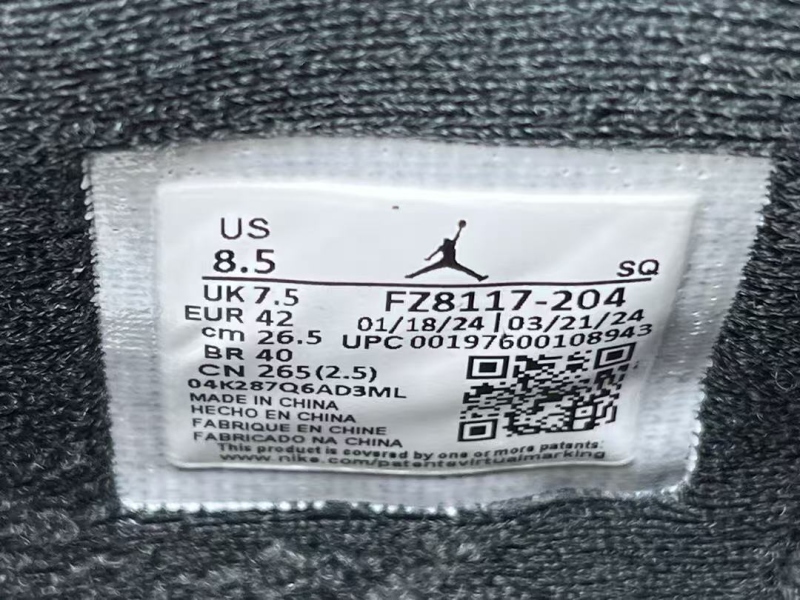 US
8.5
SQ
UK 7.5
FZ8117-204
EUR 42
01/18/24 | 03/21/24
cm 26.5
UPC 00197600108943
BR 40
CN 265(2.5)
04K287Q6AD3ML
MADE IN CHINA
HECHO EN CHINA
FABRIQUE EN CHINE
FABRICADO NA CHINA
This product is covered by one or more patents:
www.nike.com/patentsvirtualmarking